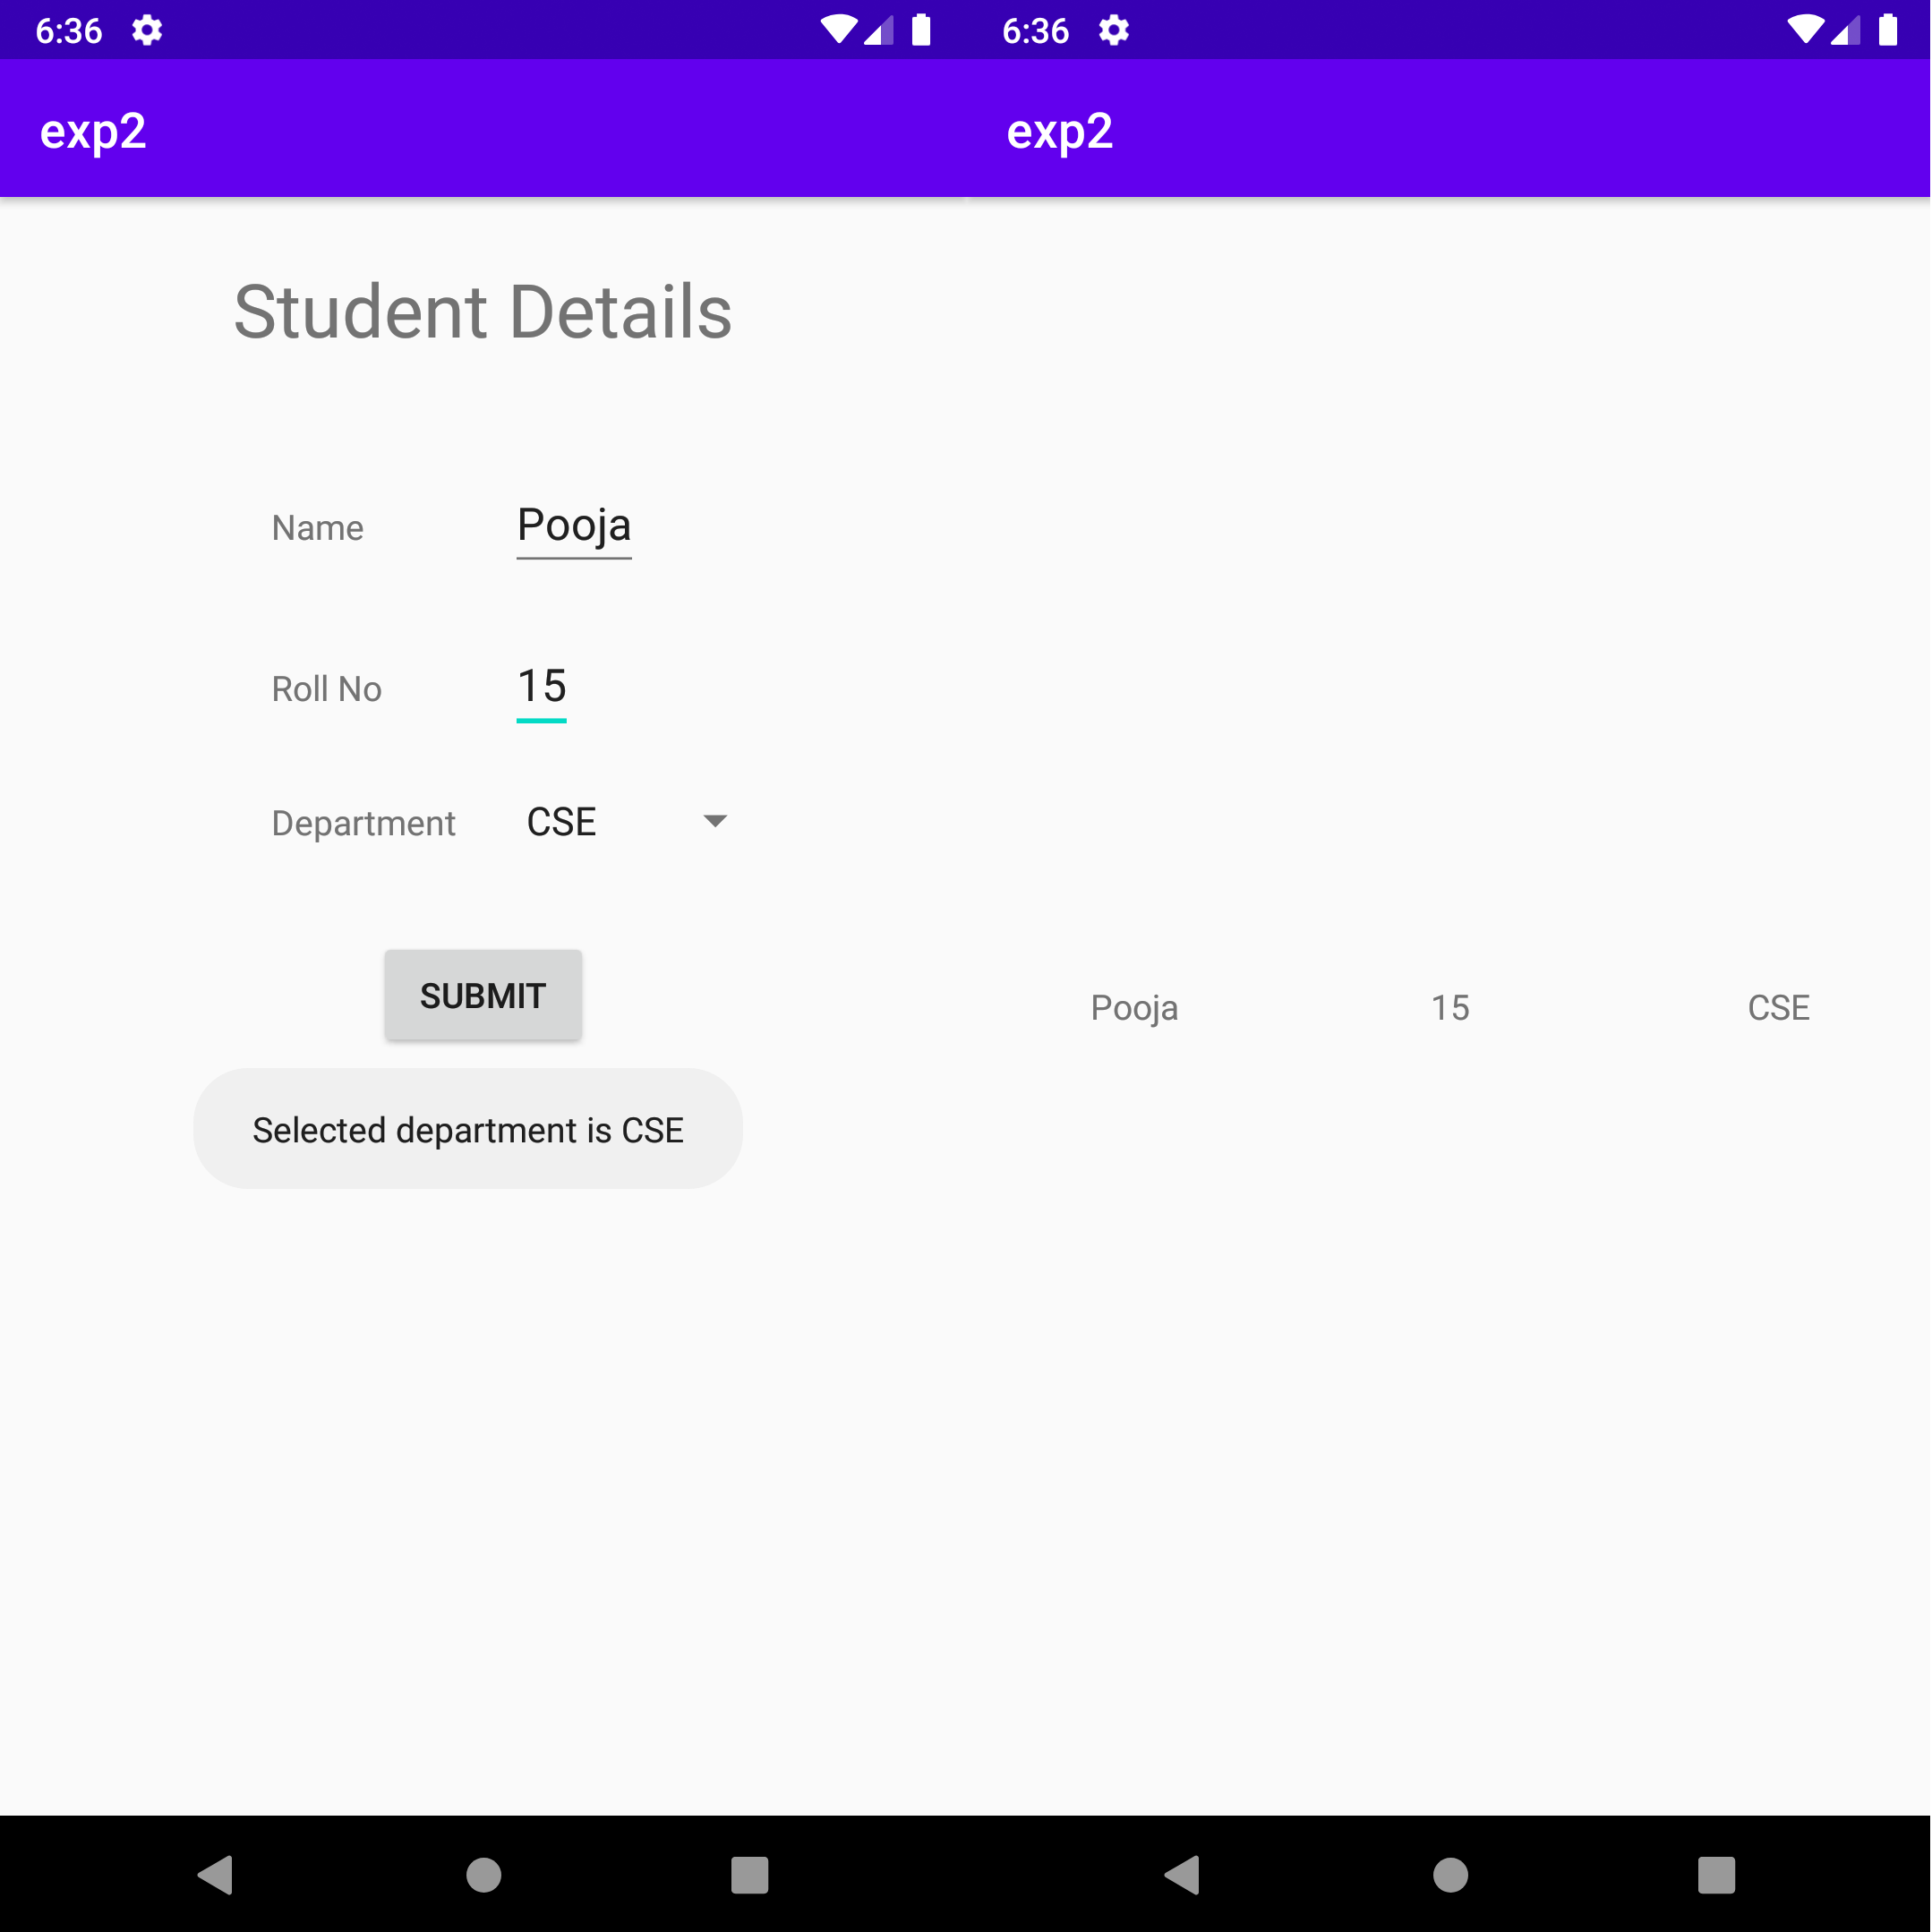 6:36
exp2
Student Details
Name Pooja
Roll No 15
Department CSE
SUBMIT
Selected department is CSE
6:36
exp2
Pooja 15 CSE